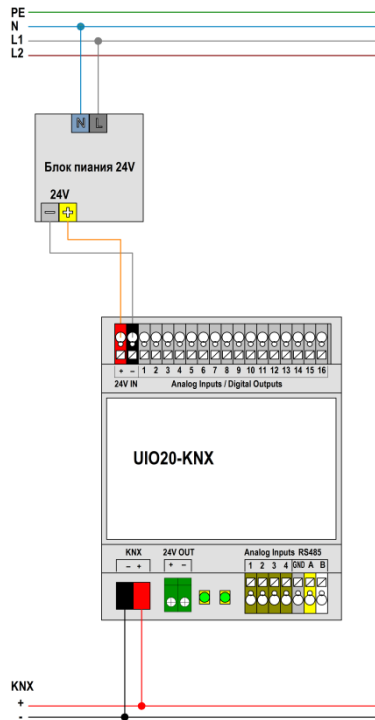 PE
N
L1
L2
N L
Блок пиания 24V
24V
− +
+ − 1 2 3 4 5 6 7 8 9 10 11 12 13 14 15 16
24V IN Analog Inputs / Digital Outputs
UIO20-KNX
KNX 24V OUT Analog Inputs RS485
− + + − 1 2 3 4 GND A B
KNX
+
-